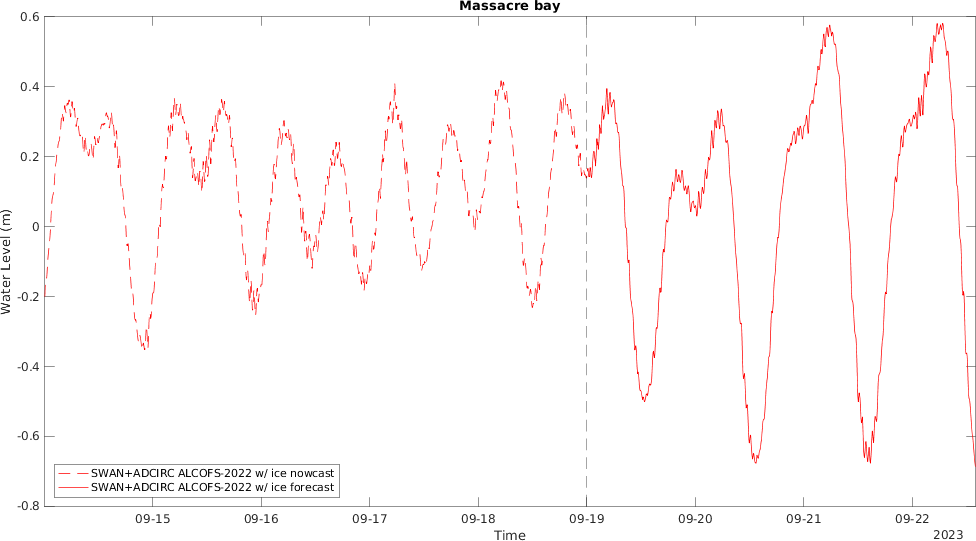 Massacre bay
0.6
0.4
0.2
0
-0.2
-0.4
-0.6
-0.8
Water Level (m)
SWAN+ADCIRC ALCOFS-2022 w/ ice nowcast
SWAN+ADCIRC ALCOFS-2022 w/ ice forecast
09-15 09-16 09-17 09-18 09-19 09-20 09-21 09-22
Time
2023